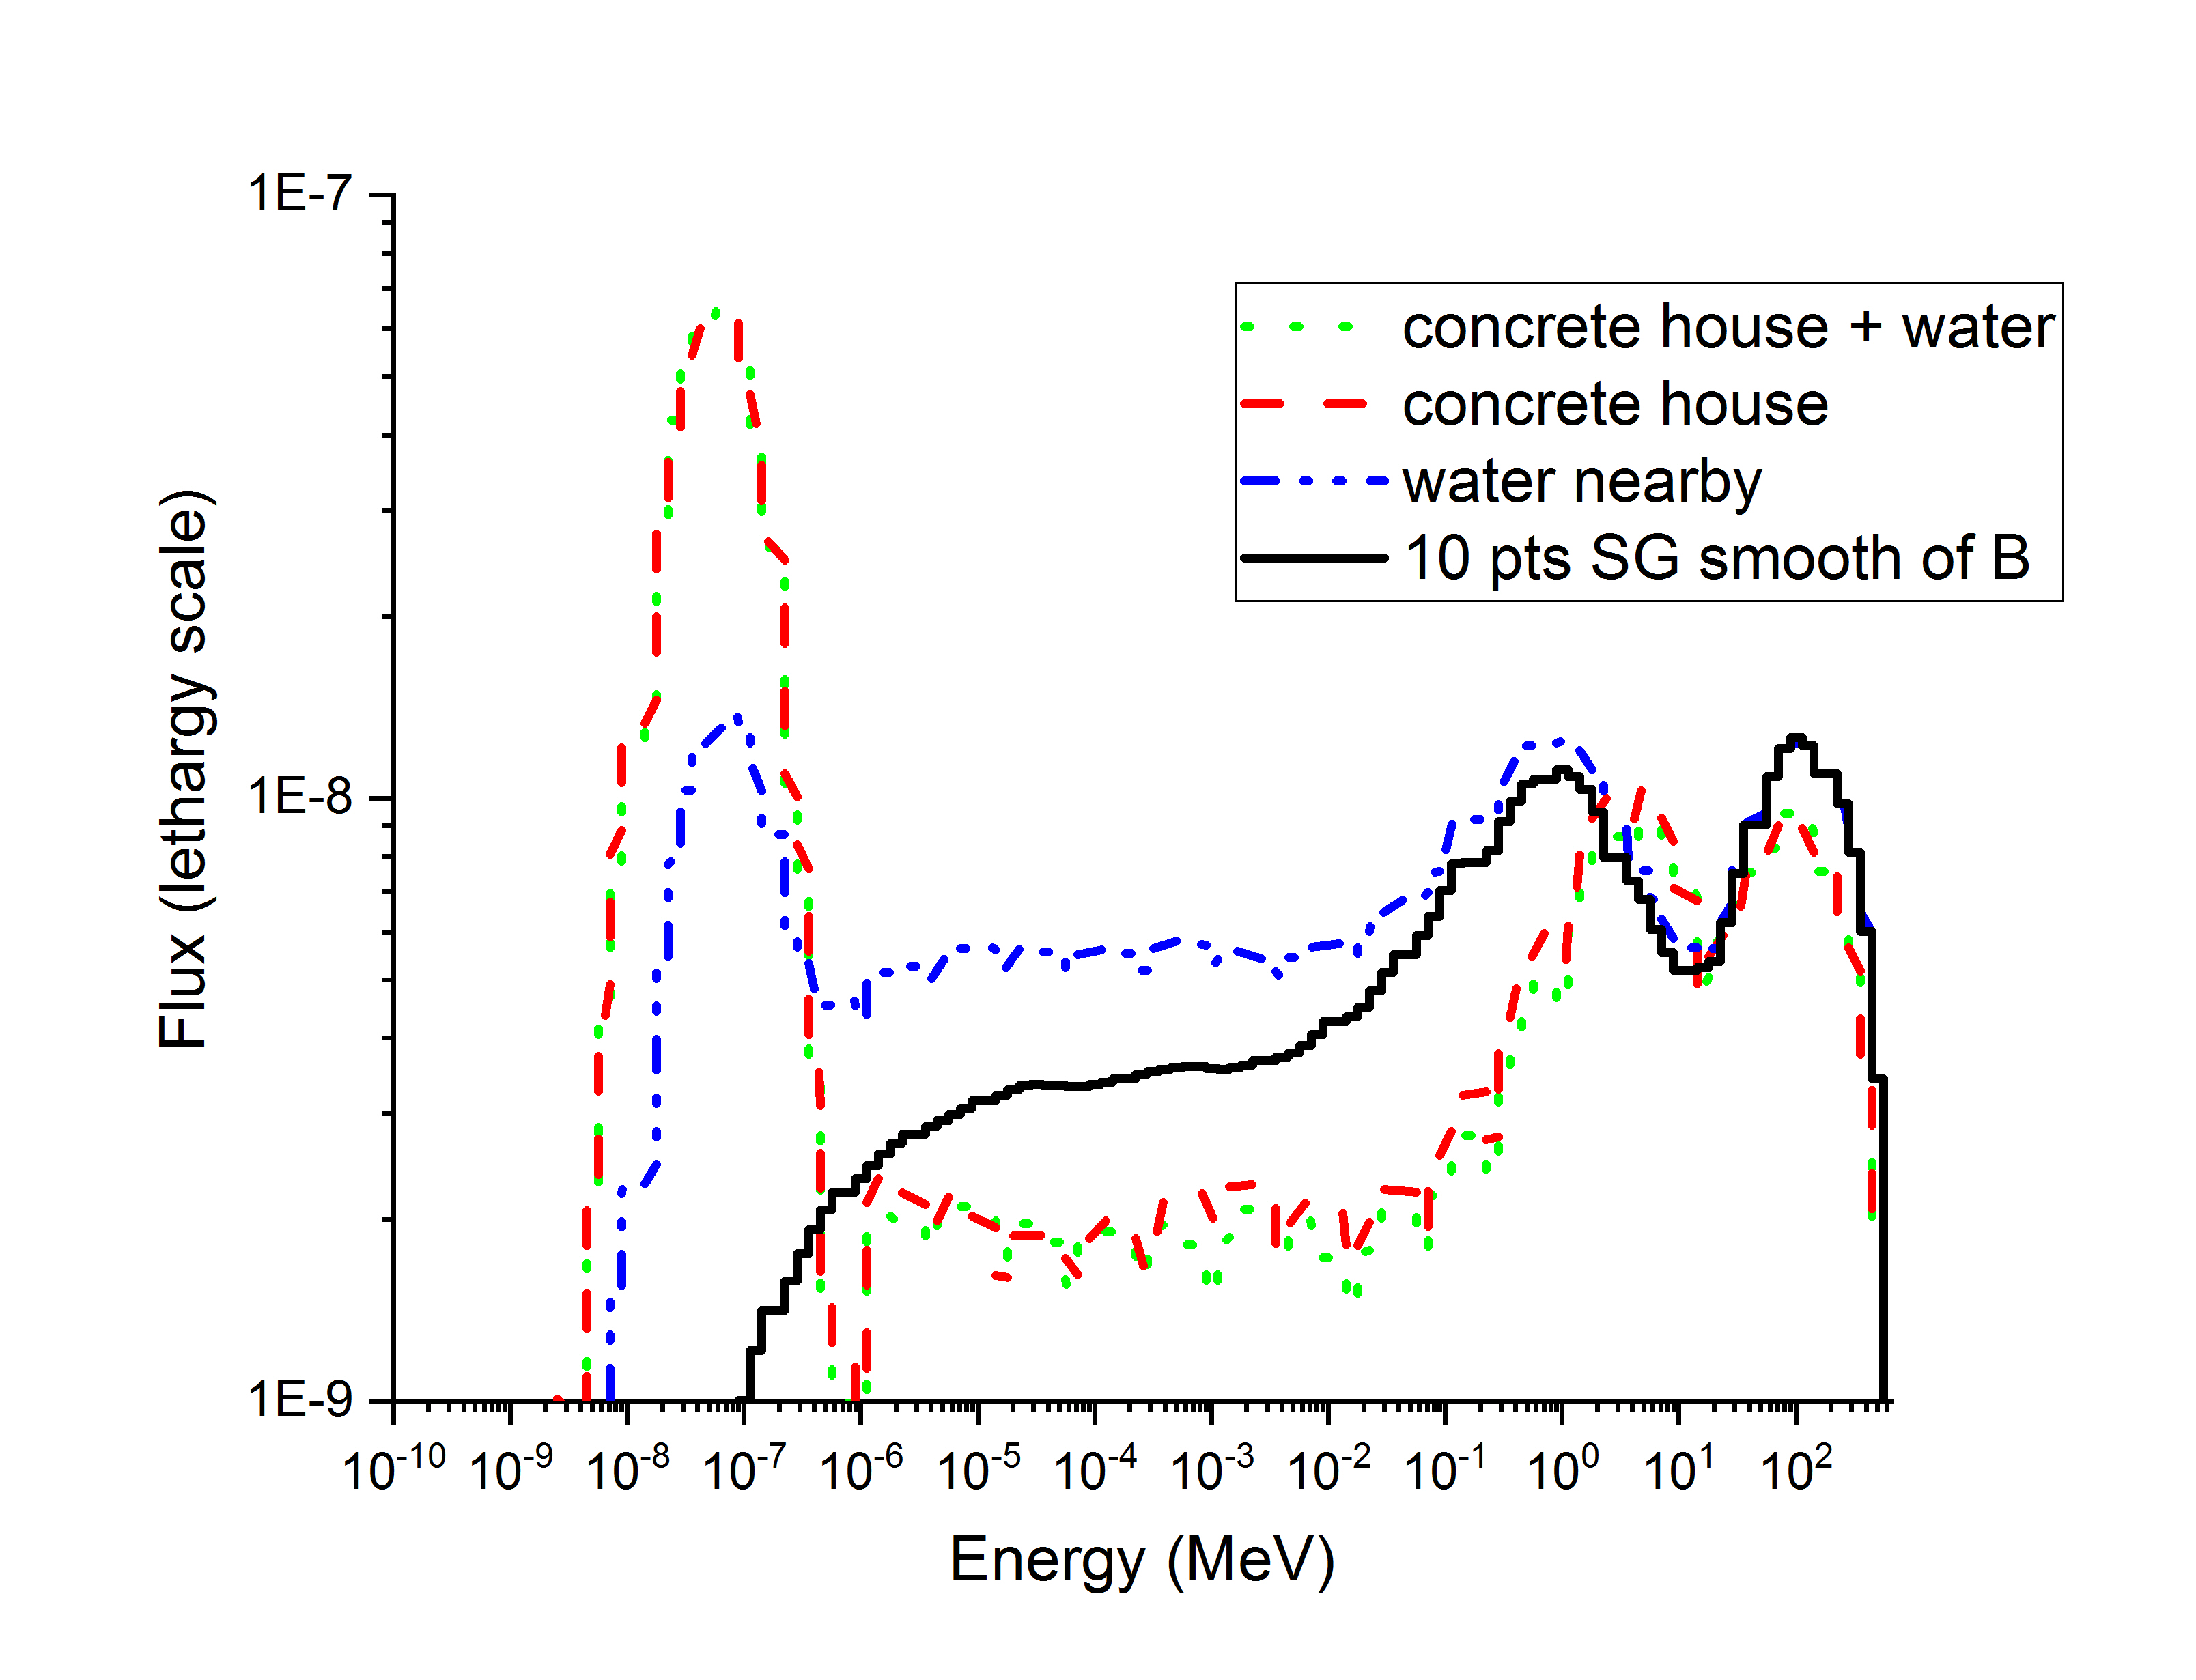 1E-7
concrete house + water
concrete house
water nearby
10 pts SG smooth of B
Flux (lethargy scale)
1E-8
1E-9
10-10 10-9 10-8 10-7 10-6 10-5 10-4 10-3 10-2 10-1 100 101 102
Energy (MeV)